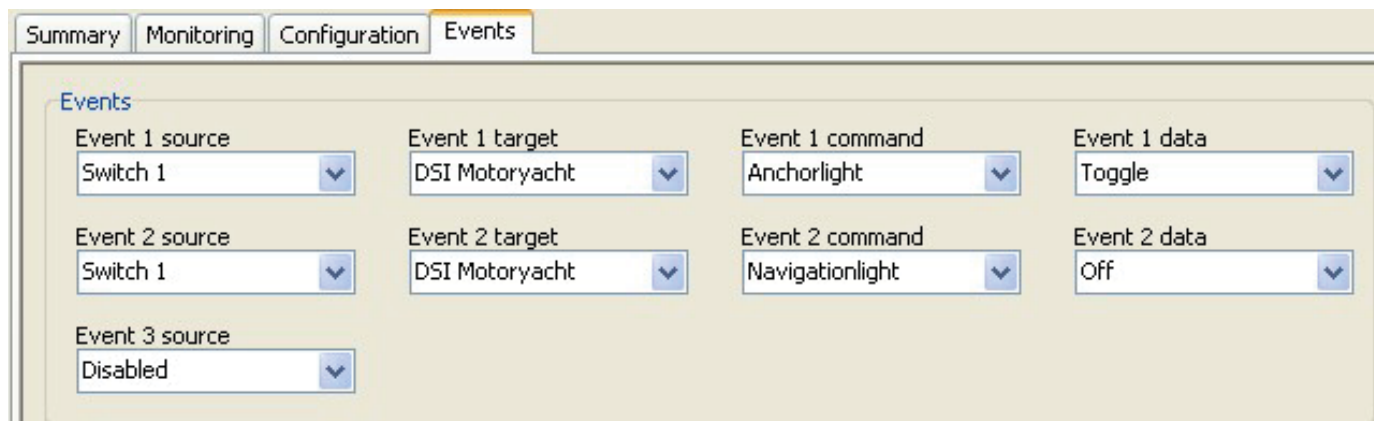 Summary Monitoring Configuration Events
Events
Event 1 source Event 1 target Event 1 command Event 1 data
Switch 1 DSI Motoryacht Anchorlight Toggle
Event 2 source Event 2 target Event 2 command Event 2 data
Switch 1 DSI Motoryacht Navigationlight Off
Event 3 source
Disabled